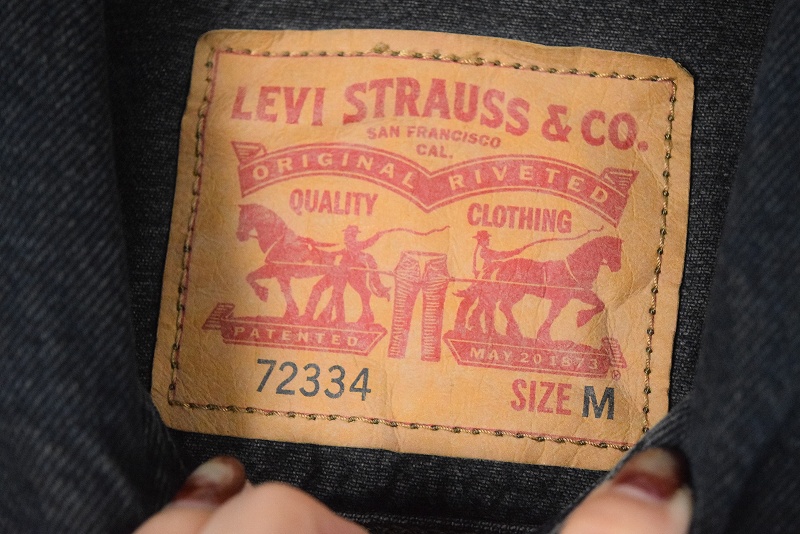 LEVI STRAUSS & CO.
SAN FRANCISCO
CAL.
ORIGINAL RIVETED
QUALITY CLOTHING
PATENTED MAY 20 1873
®
72334 SIZE M